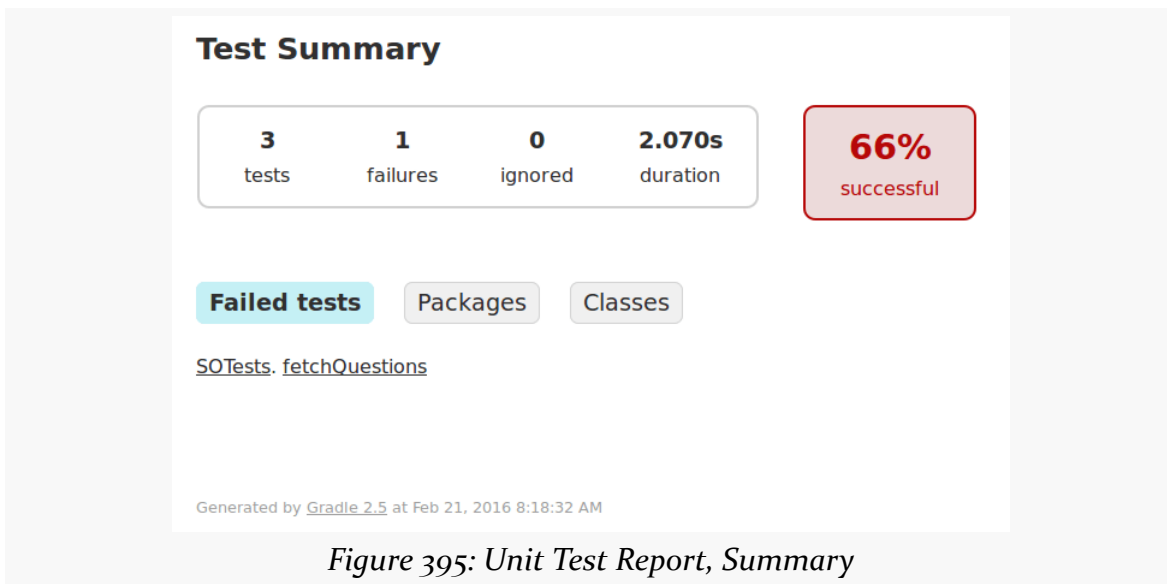 Test Summary
3 1 0 2.070s
tests failures ignored duration
66%
successful
Failed tests Packages Classes
SOTests. fetchQuestions
Generated by Gradle 2.5 at Feb 21, 2016 8:18:32 AM
Figure 395: Unit Test Report, Summary